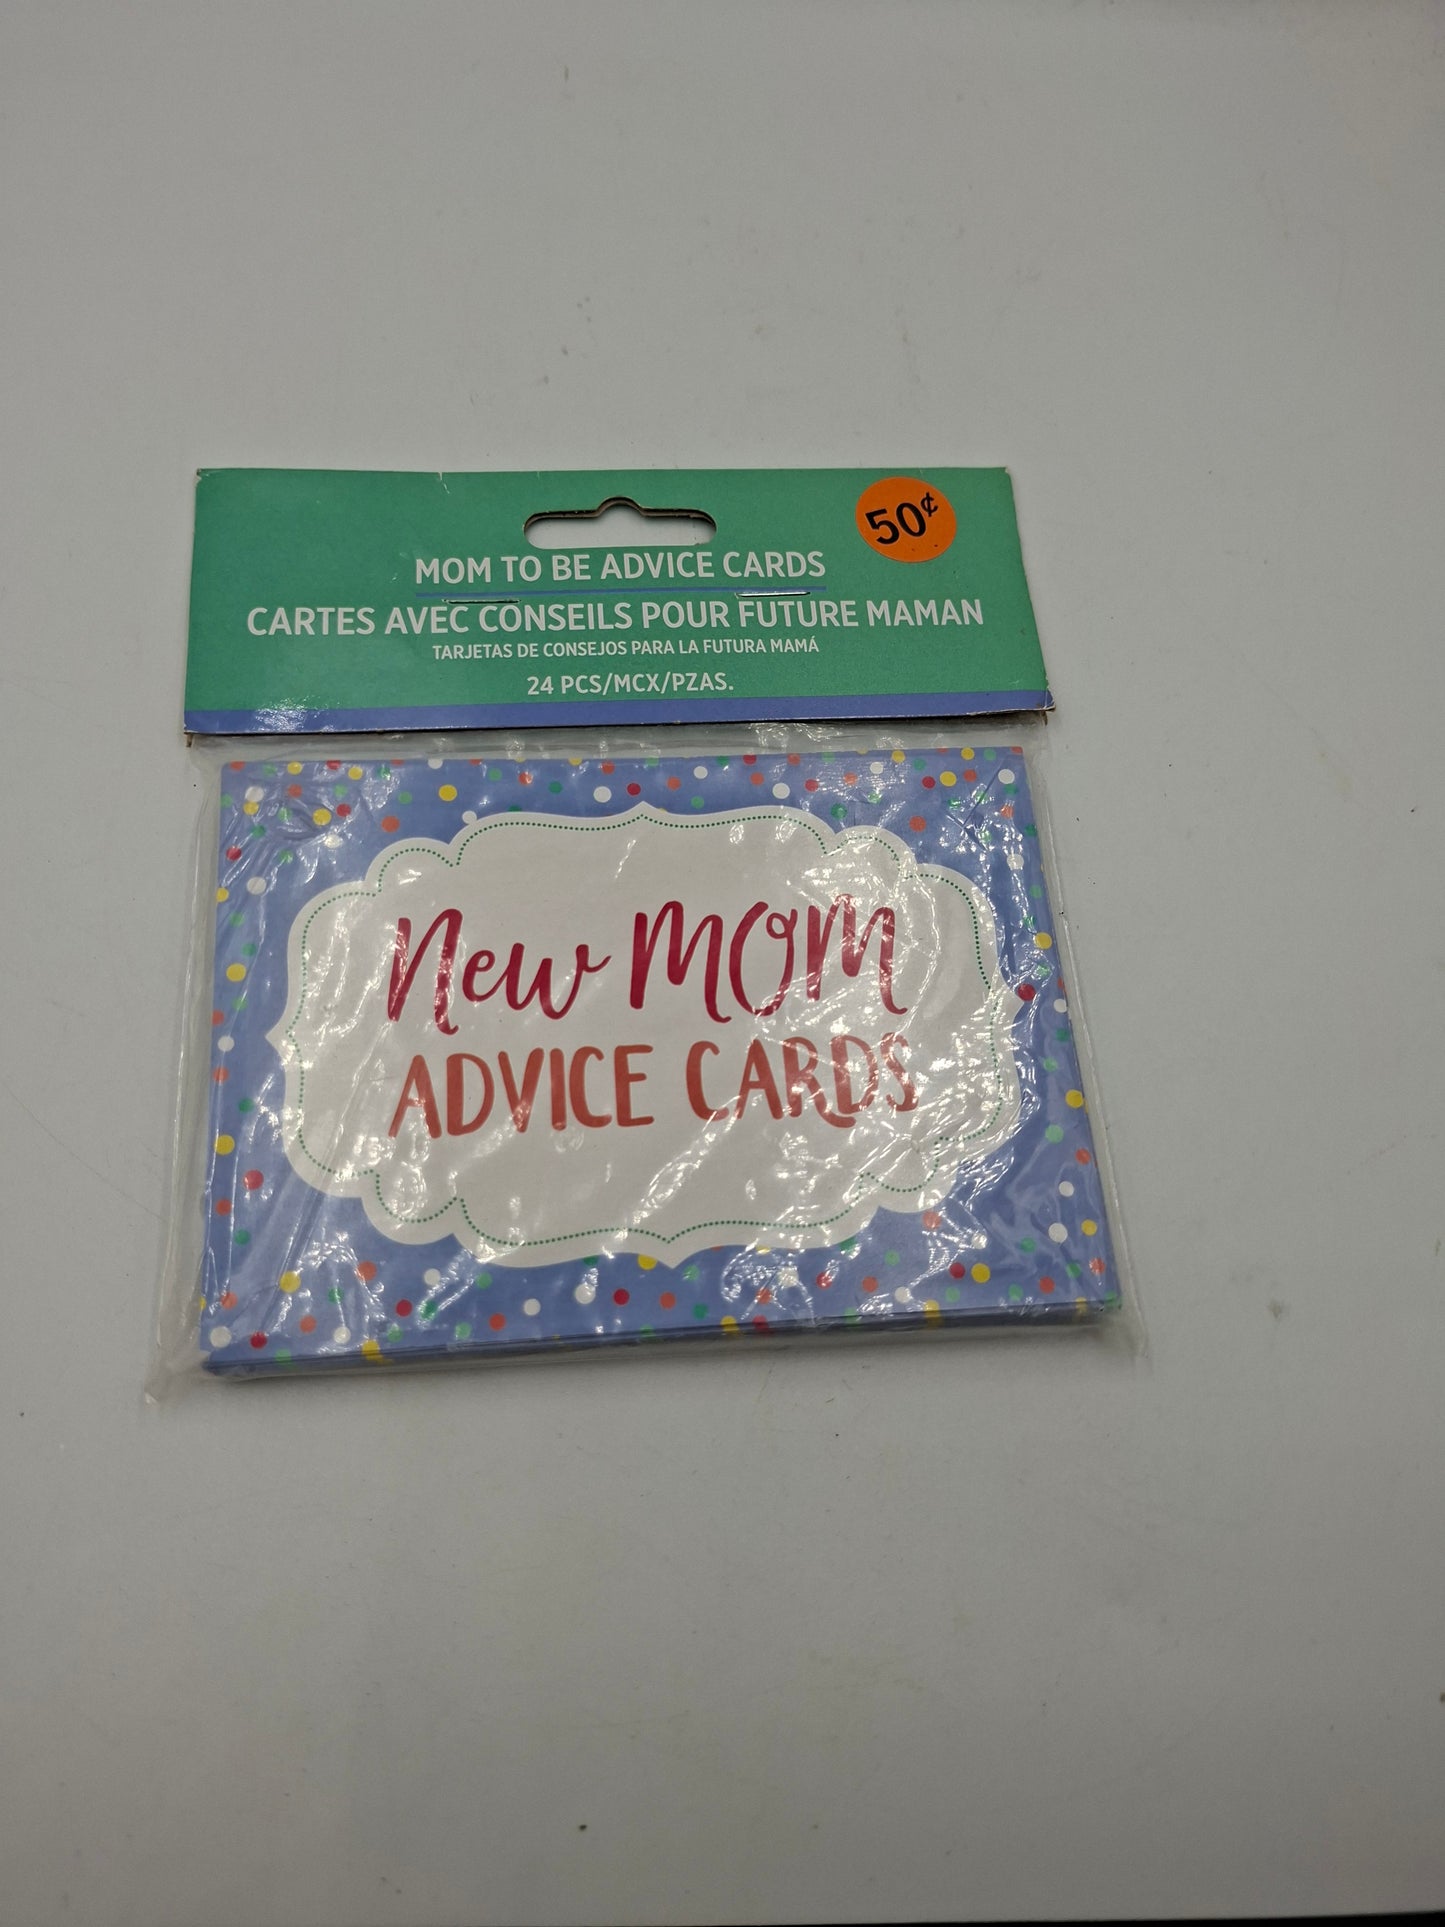 50¢
MOM TO BE ADVICE CARDS
CARTES AVEC CONSEILS POUR FUTURE MAMAN
TARJETAS DE CONSEJOS PARA LA FUTURA MAMÁ
24 PCS/MCX/PZAS.
New MOM
ADVICE CARDS